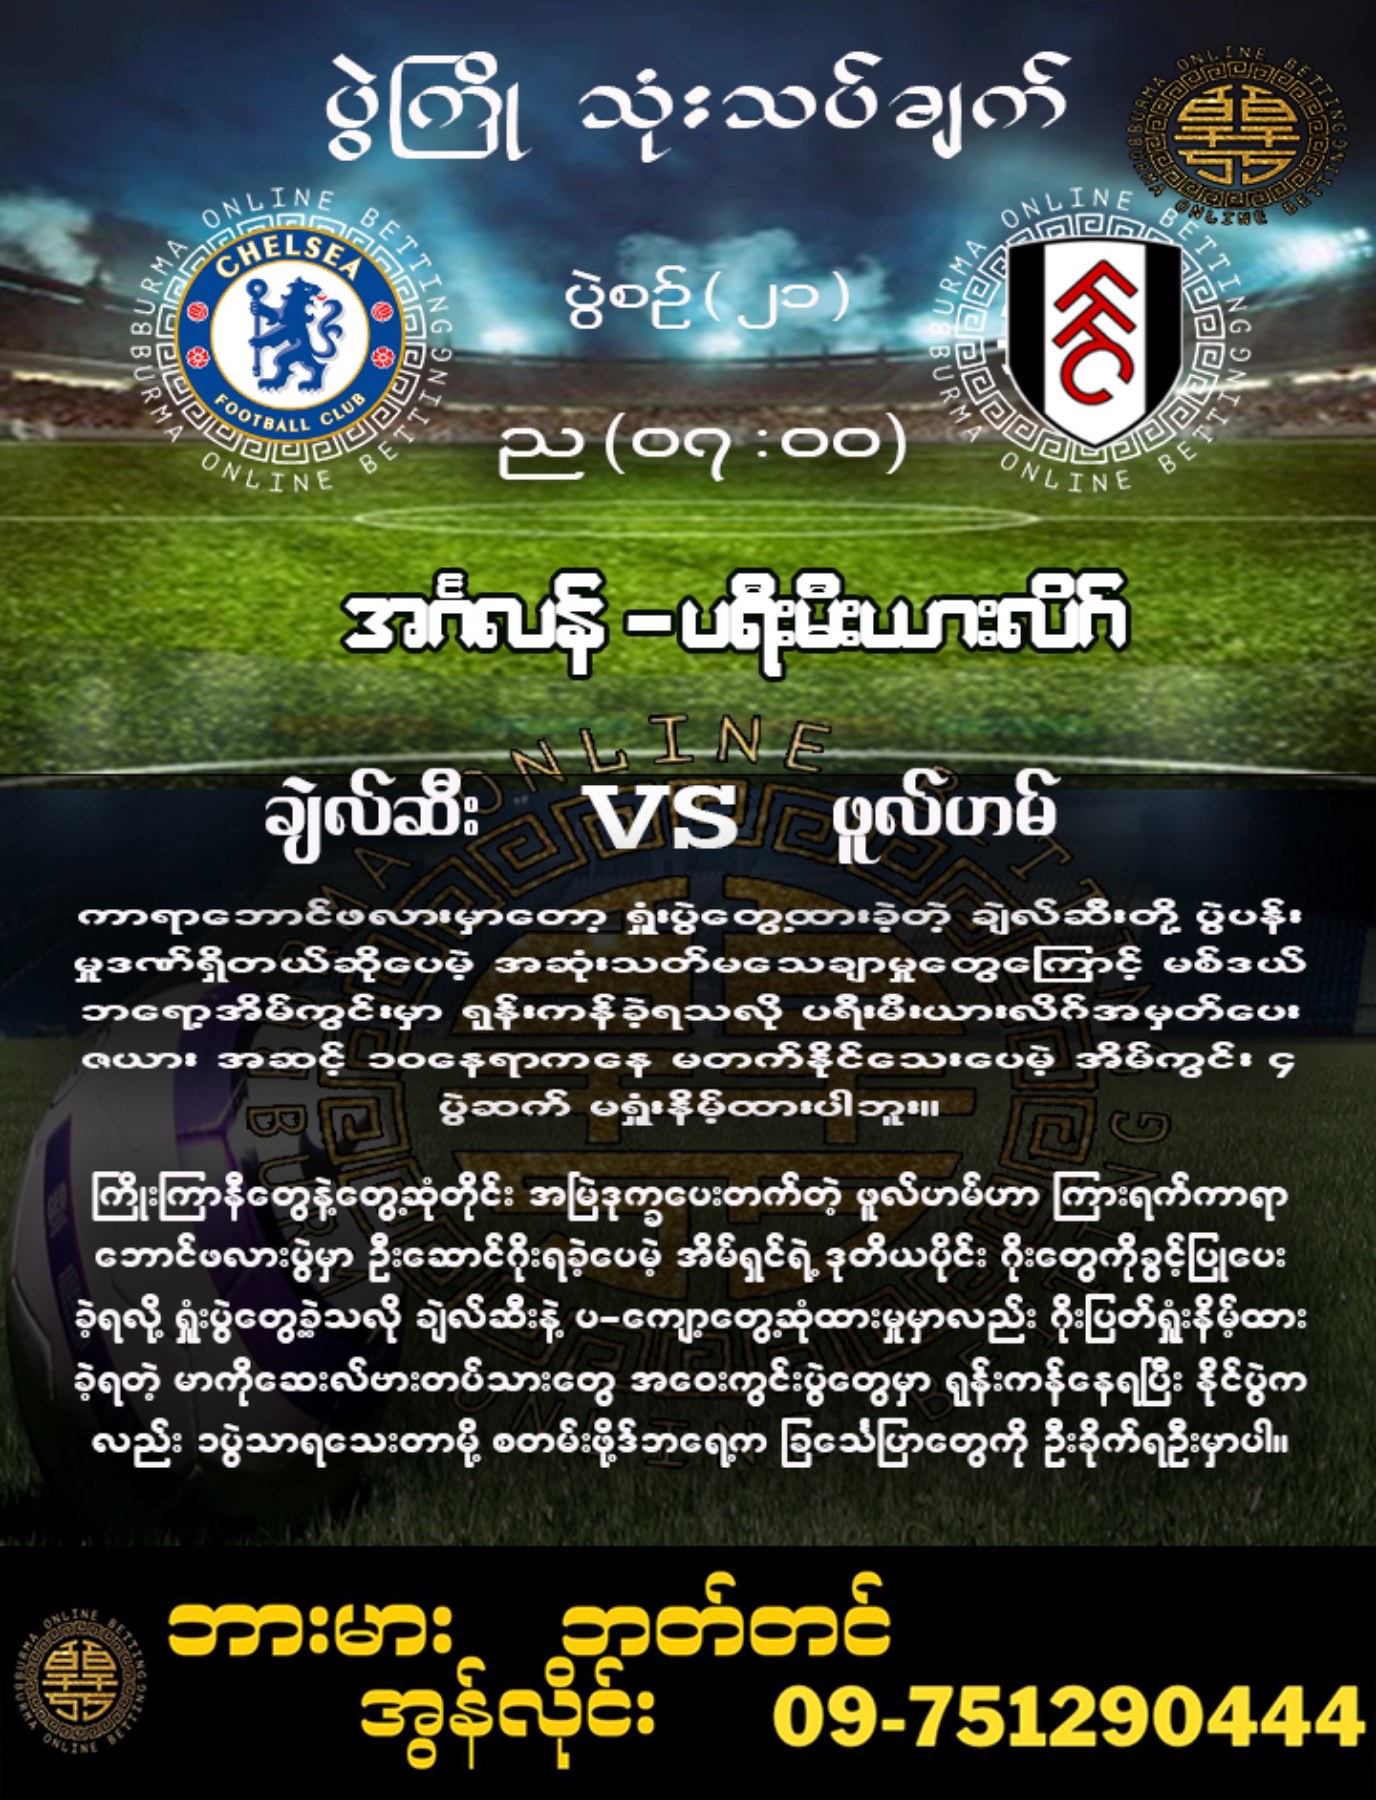 ပွဲကြို သုံးသပ်ချက်
BURMA ONLINE BETTING
BURMA ONLINE BETTING
CHELSEA
FOOTBALL CLUB
ပွဲစဉ် ( ၂၁ )
BURMA ONLINE BETTING
FFC
ည (၀၇ : ၀၀)
အင်္ဂလန် - ပရီးမီးယားလိဂ်
ချဲလ်ဆီး VS ဖူလ်ဟမ်
ကာရာဘောင်ဖလားမှာတော့ ရှုံးပွဲတွေ့ထားခဲ့တဲ့ ချဲလ်ဆီးတို့ ပွဲပန်း
မှုဒဏ်ရှိတယ်ဆိုပေမဲ့ အဆုံးသတ်မသေချာမှုတွေကြောင့် မစ်ဒယ်
ဘရော့အိမ်ကွင်းမှာ ရုန်းကန်ခဲ့ရသလို ပရီးမီးယားလိဂ်အမှတ်ပေး
ဇယား အဆင့် ၁၀နေရာကနေ မတက်နိုင်သေးပေမဲ့ အိမ်ကွင်း ၄
ပွဲဆက် မရှုံးနိမ့်ထားပါဘူး။
ကြိုးကြာနီတွေနဲ့တွေ့ဆုံတိုင်း အမြဲဒုက္ခပေးတက်တဲ့ ဖူလ်ဟမ်ဟာ ကြားရက်ကာရာ
ဘောင်ဖလားပွဲမှာ ဦးဆောင်ဂိုးရခဲ့ပေမဲ့ အိမ်ရှင်ရဲ့ ဒုတိယပိုင်း ဂိုးတွေကိုခွင့်ပြုပေး
ခဲ့ရလို့ ရှုံးပွဲတွေ့ခဲ့သလို ချဲလ်ဆီးနဲ့ ပ-ကျော့တွေ့ဆုံထားမှုမှာလည်း ဂိုးပြတ်ရှုံးနိမ့်ထား
ခဲ့ရတဲ့ မာကိုဆေးလ်ဗားတပ်သားတွေ အဝေးကွင်းပွဲတွေမှာ ရုန်းကန်နေရပြီး နိုင်ပွဲက
လည်း ၁ပွဲသာရသေးတာမို့ စတမ်းဖို့ဒ်ဘရေ့က ခြင်္သေ့ပြာတွေကို ဦးခိုက်ရဦးမှာပါ။
BURMA ONLINE BETTING
ဘားမား ဘတ်တင်
အွန်လိုင်း 09-751290444